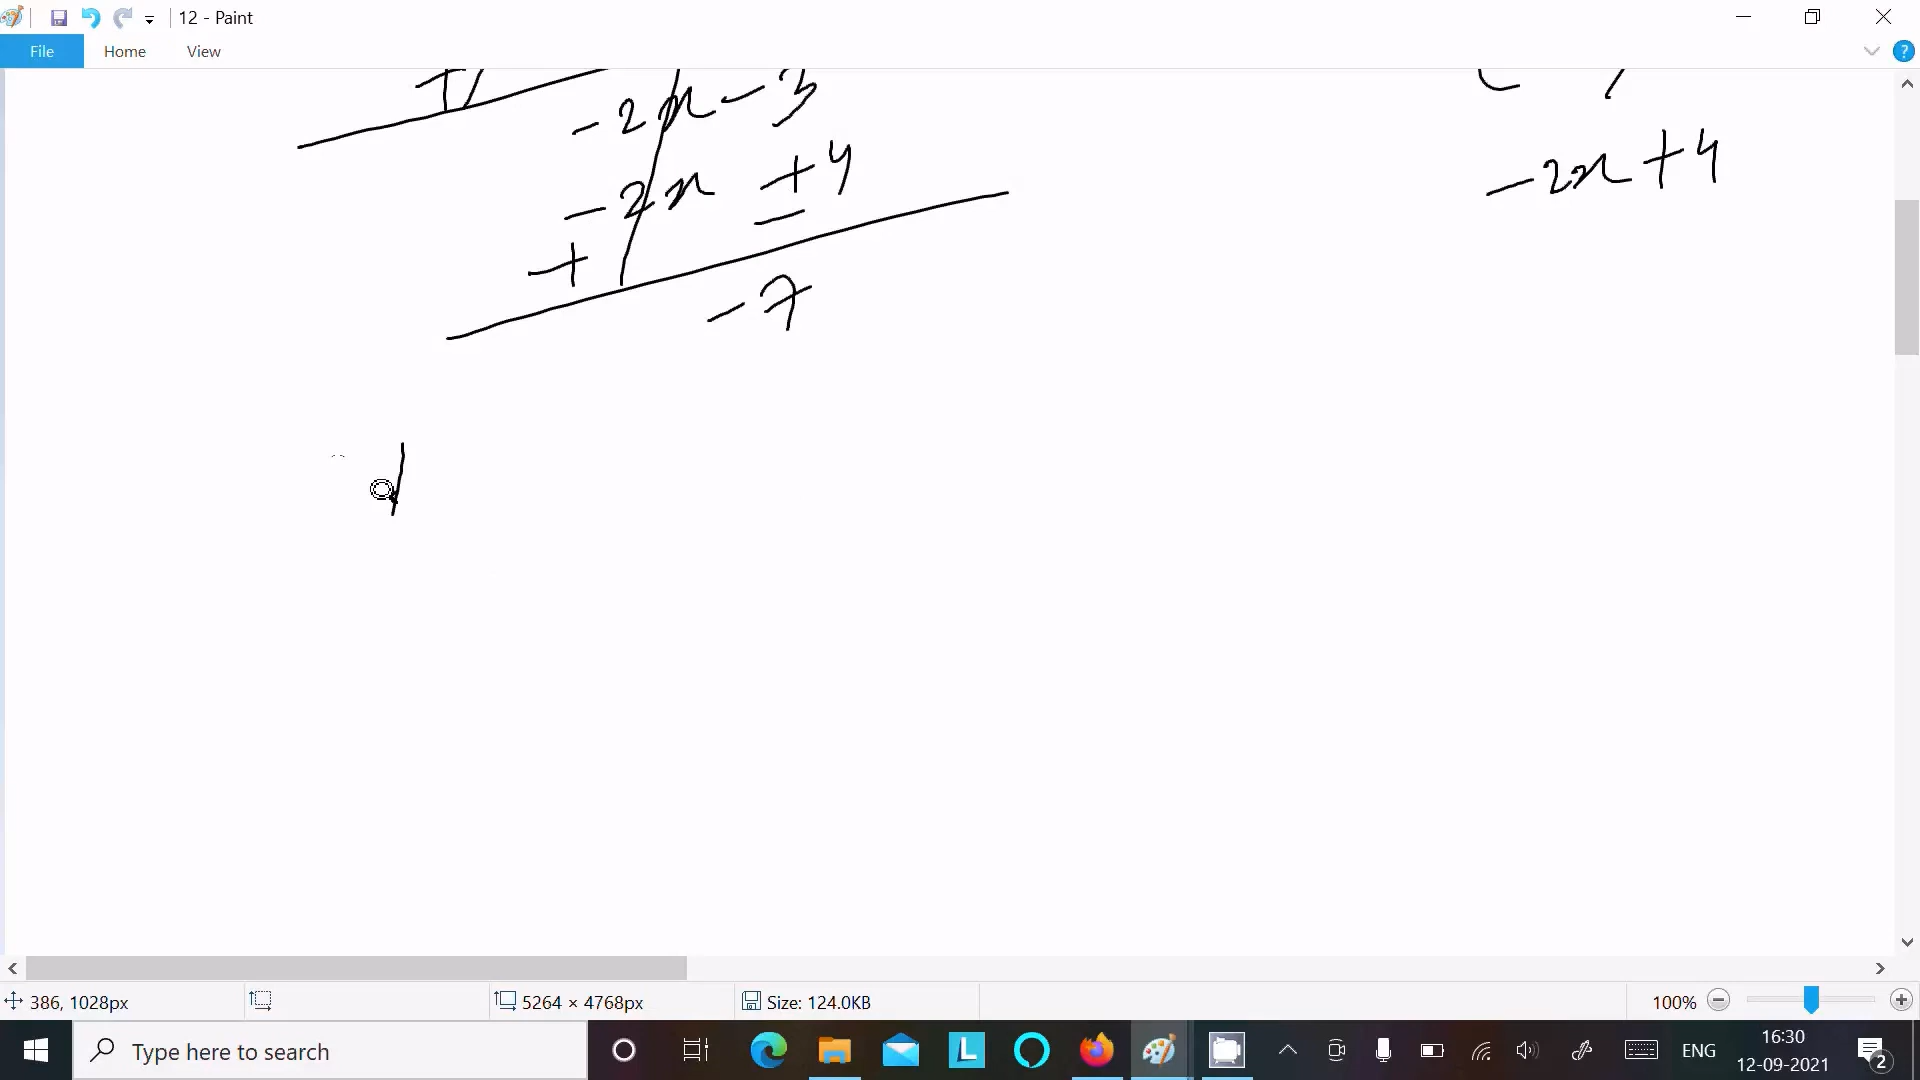 12 - Paint
File Home View
-2x-3
-2x +4
-2x +4
+ -
-7
386, 1028px
5264 × 4768px
Size: 124.0KB
100%
Type here to search
L
ENG
16:30
12-09-2021
2